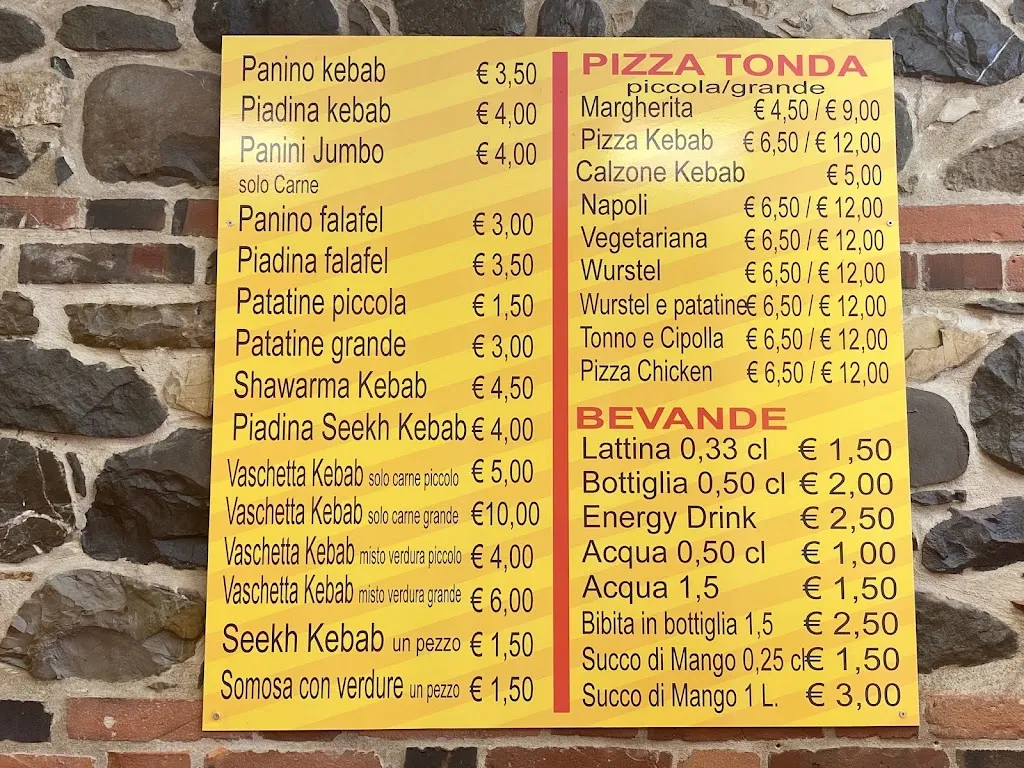 Panino kebab € 3,50
Piadina kebab € 4,00
Panini Jumbo € 4,00
solo Carne
Panino falafel € 3,00
Piadina falafel € 3,50
Patatine piccola € 1,50
Patatine grande € 3,00
Shawarma Kebab € 4,50
Piadina Seekh Kebab € 4,00
Vaschetta Kebab solo carne piccolo € 5,00
Vaschetta Kebab solo carne grande €10,00
Vaschetta Kebab misto verdura piccolo € 4,00
Vaschetta Kebab misto verdura grande € 6,00
Seekh Kebab un pezzo € 1,50
Somosa con verdure un pezzo € 1,50
PIZZA TONDA
piccola/grande
Margherita € 4,50 / € 9,00
Pizza Kebab € 6,50 / € 12,00
Calzone Kebab € 5,00
Napoli € 6,50 / € 12,00
Vegetariana € 6,50 / € 12,00
Wurstel € 6,50 / € 12,00
Wurstel e patatine € 6,50 / € 12,00
Tonno e Cipolla € 6,50 / € 12,00
Pizza Chicken € 6,50 / € 12,00
BEVANDE
Lattina 0,33 cl € 1,50
Bottiglia 0,50 cl € 2,00
Energy Drink € 2,50
Acqua 0,50 cl € 1,00
Acqua 1,5 € 1,50
Bibita in bottiglia 1,5 € 2,50
Succo di Mango 0,25 cl € 1,50
Succo di Mango 1 L. € 3,00